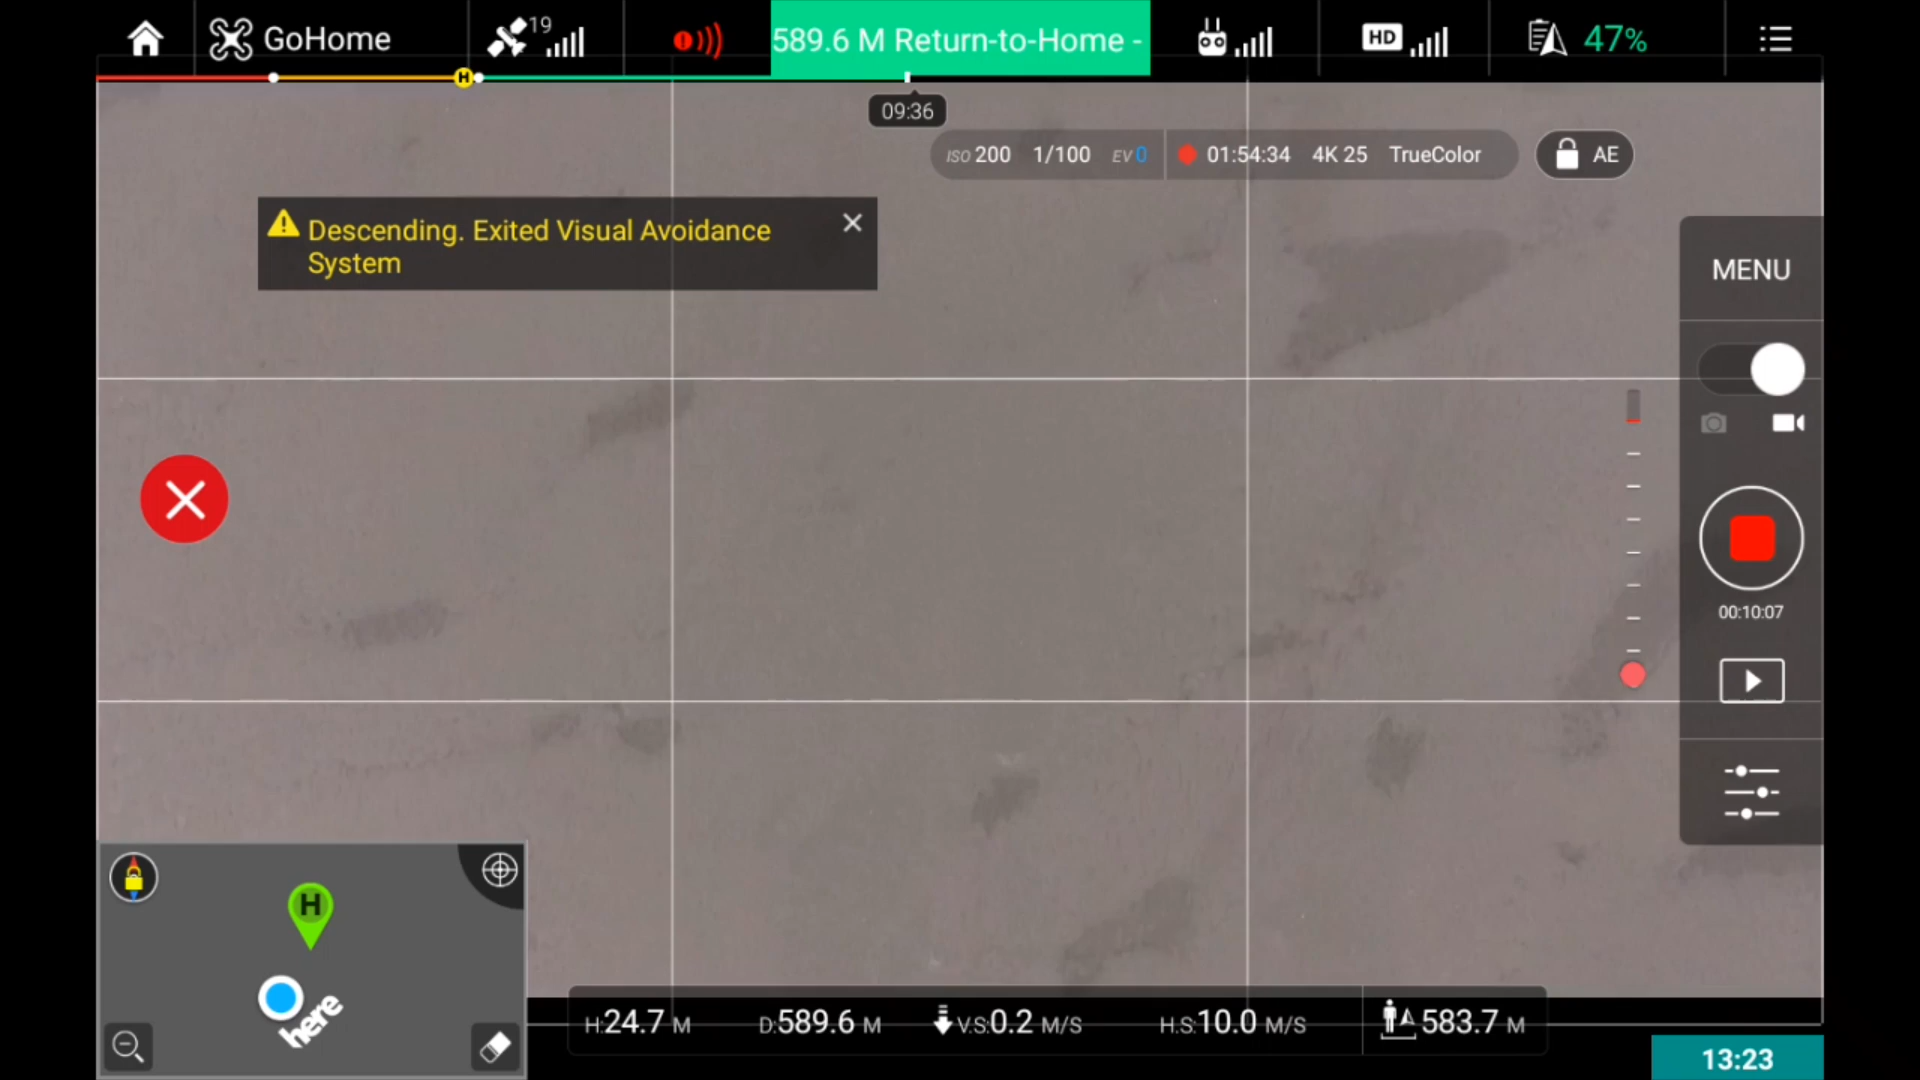 GoHome
19
589.6 M Return-to-Home -
HD
47%
H
09:36
ISO 200 1/100 EV 0 01:54:34 4K 25 TrueColor
AE
Descending. Exited Visual Avoidance
System
MENU
00:10:07
H
here
H:24.7 M D:589.6 M V.S:0.2 M/S H.S:10.0 M/S 583.7 M
13:23